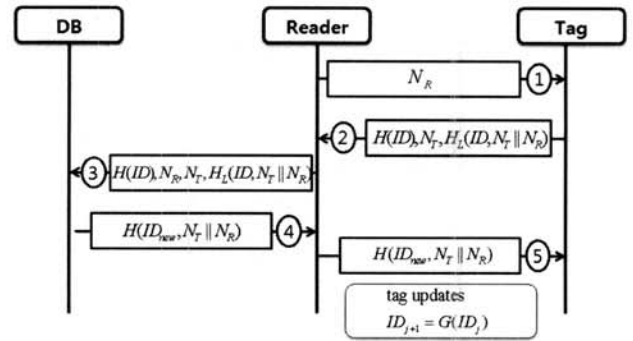 DB
Reader
Tag
N_R
1
2
H(ID),N_T,H_L(ID,N_T||N_R)
3
H(ID),N_R,N_T,H_L(ID,N_T||N_R)
H(ID_new,N_T||N_R)
4
H(ID_new,N_T||N_R)
5
tag updates
ID_{j+1} = G(ID_j)